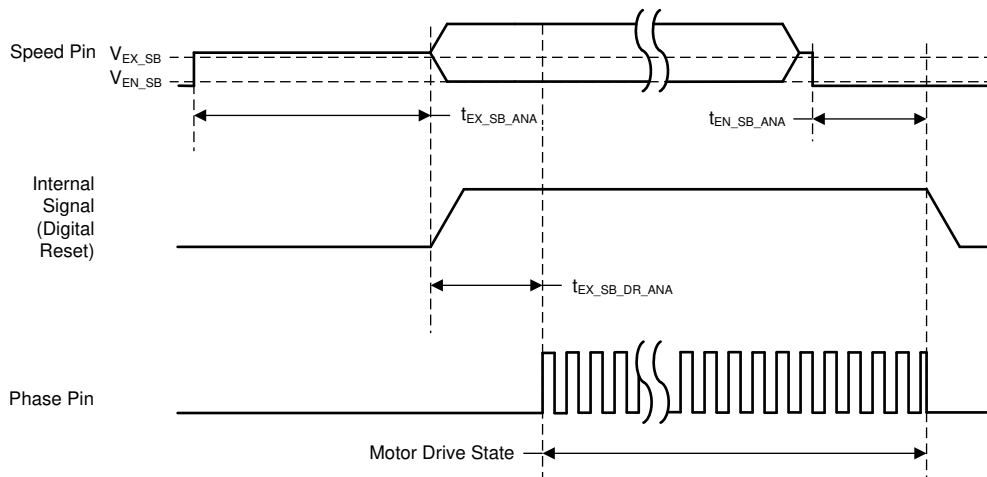 Speed Pin
V_EX_SB
V_EN_SB
t_EX_SB_ANA
t_EN_SB_ANA
Internal
Signal
(Digital
Reset)
t_EX_SB_DR_ANA
Phase Pin
Motor Drive State